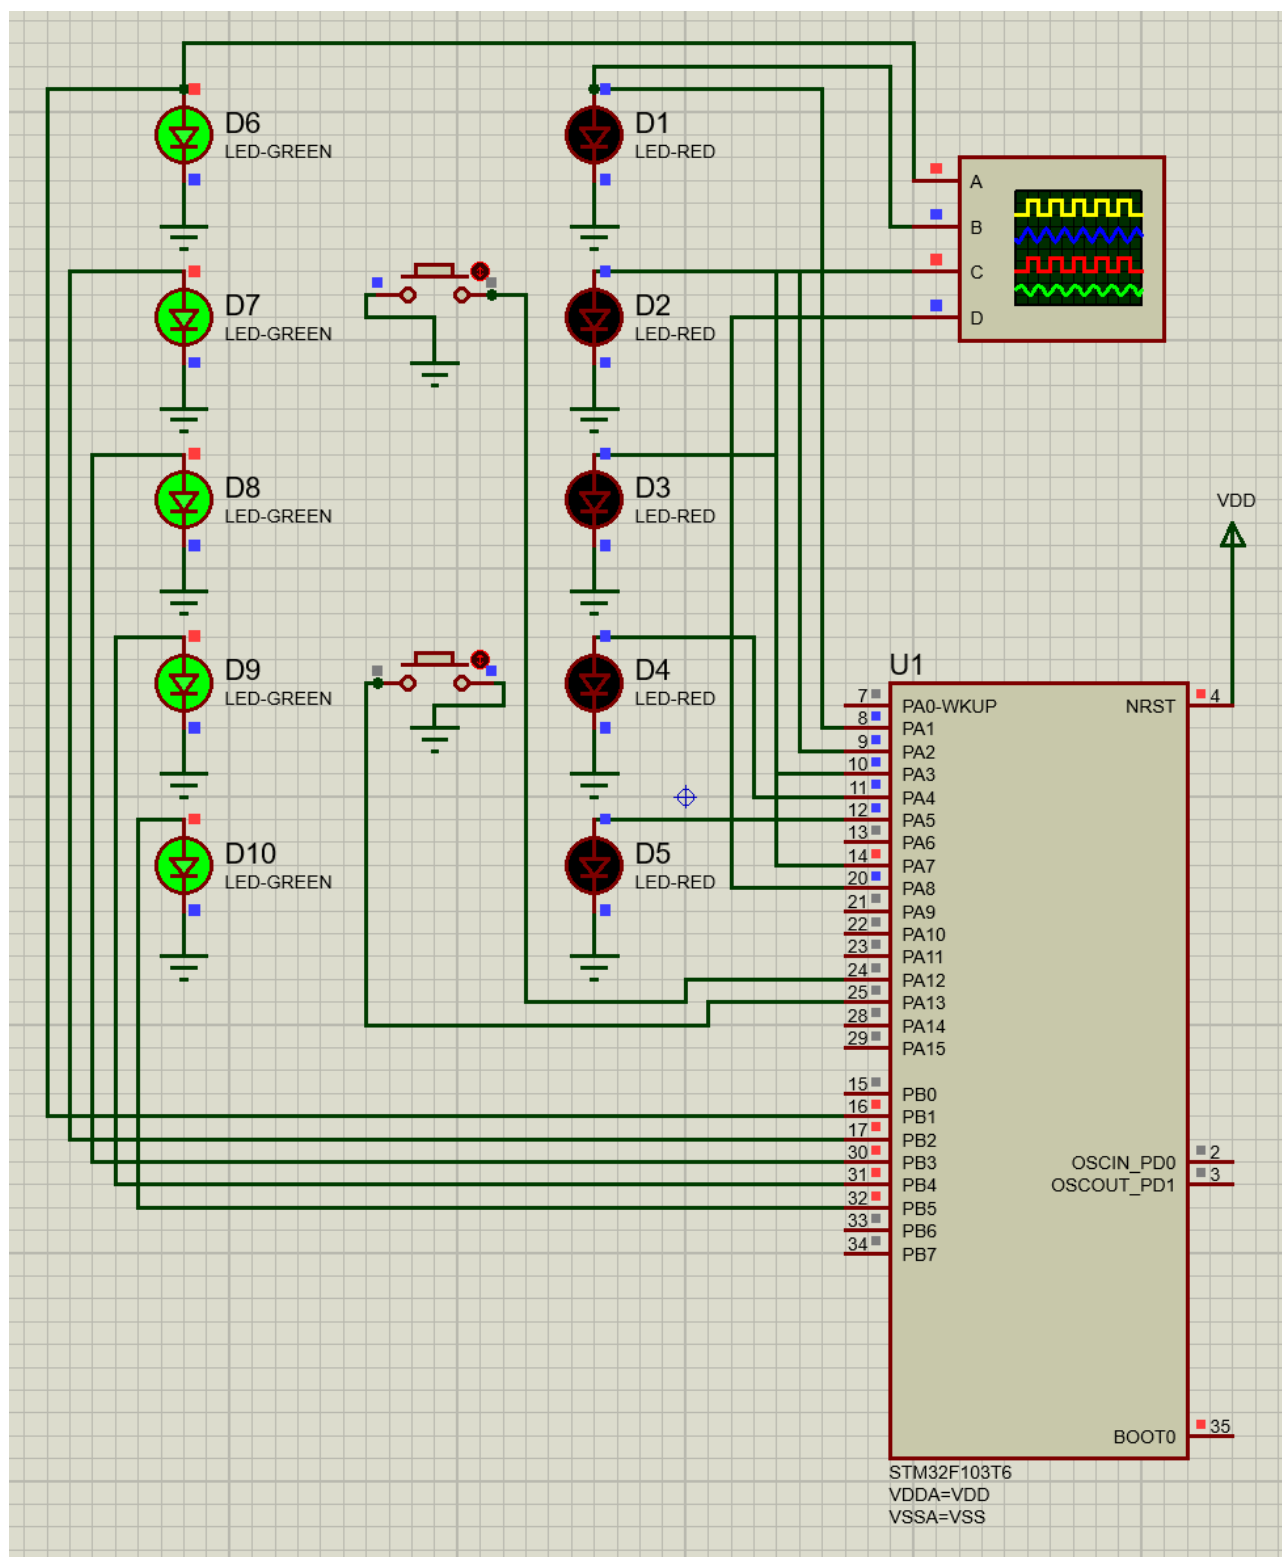 D6
LED-GREEN
D1
LED-RED
A
B
C
D
D7
LED-GREEN
D2
LED-RED
D8
LED-GREEN
D3
LED-RED
VDD
D9
LED-GREEN
D4
LED-RED
U1
7 PA0-WKUP
NRST 4
8 PA1
9 PA2
10 PA3
11 PA4
12 PA5
13 PA6
14 PA7
20 PA8
21 PA9
22 PA10
23 PA11
24 PA12
25 PA13
28 PA14
29 PA15
D10
LED-GREEN
D5
LED-RED
15 PB0
16 PB1
17 PB2
30 PB3
31 PB4
32 PB5
33 PB6
34 PB7
OSCIN_PD0 2
OSCOUT_PD1 3
BOOT0 35
STM32F103T6
VDDA=VDD
VSSA=VSS